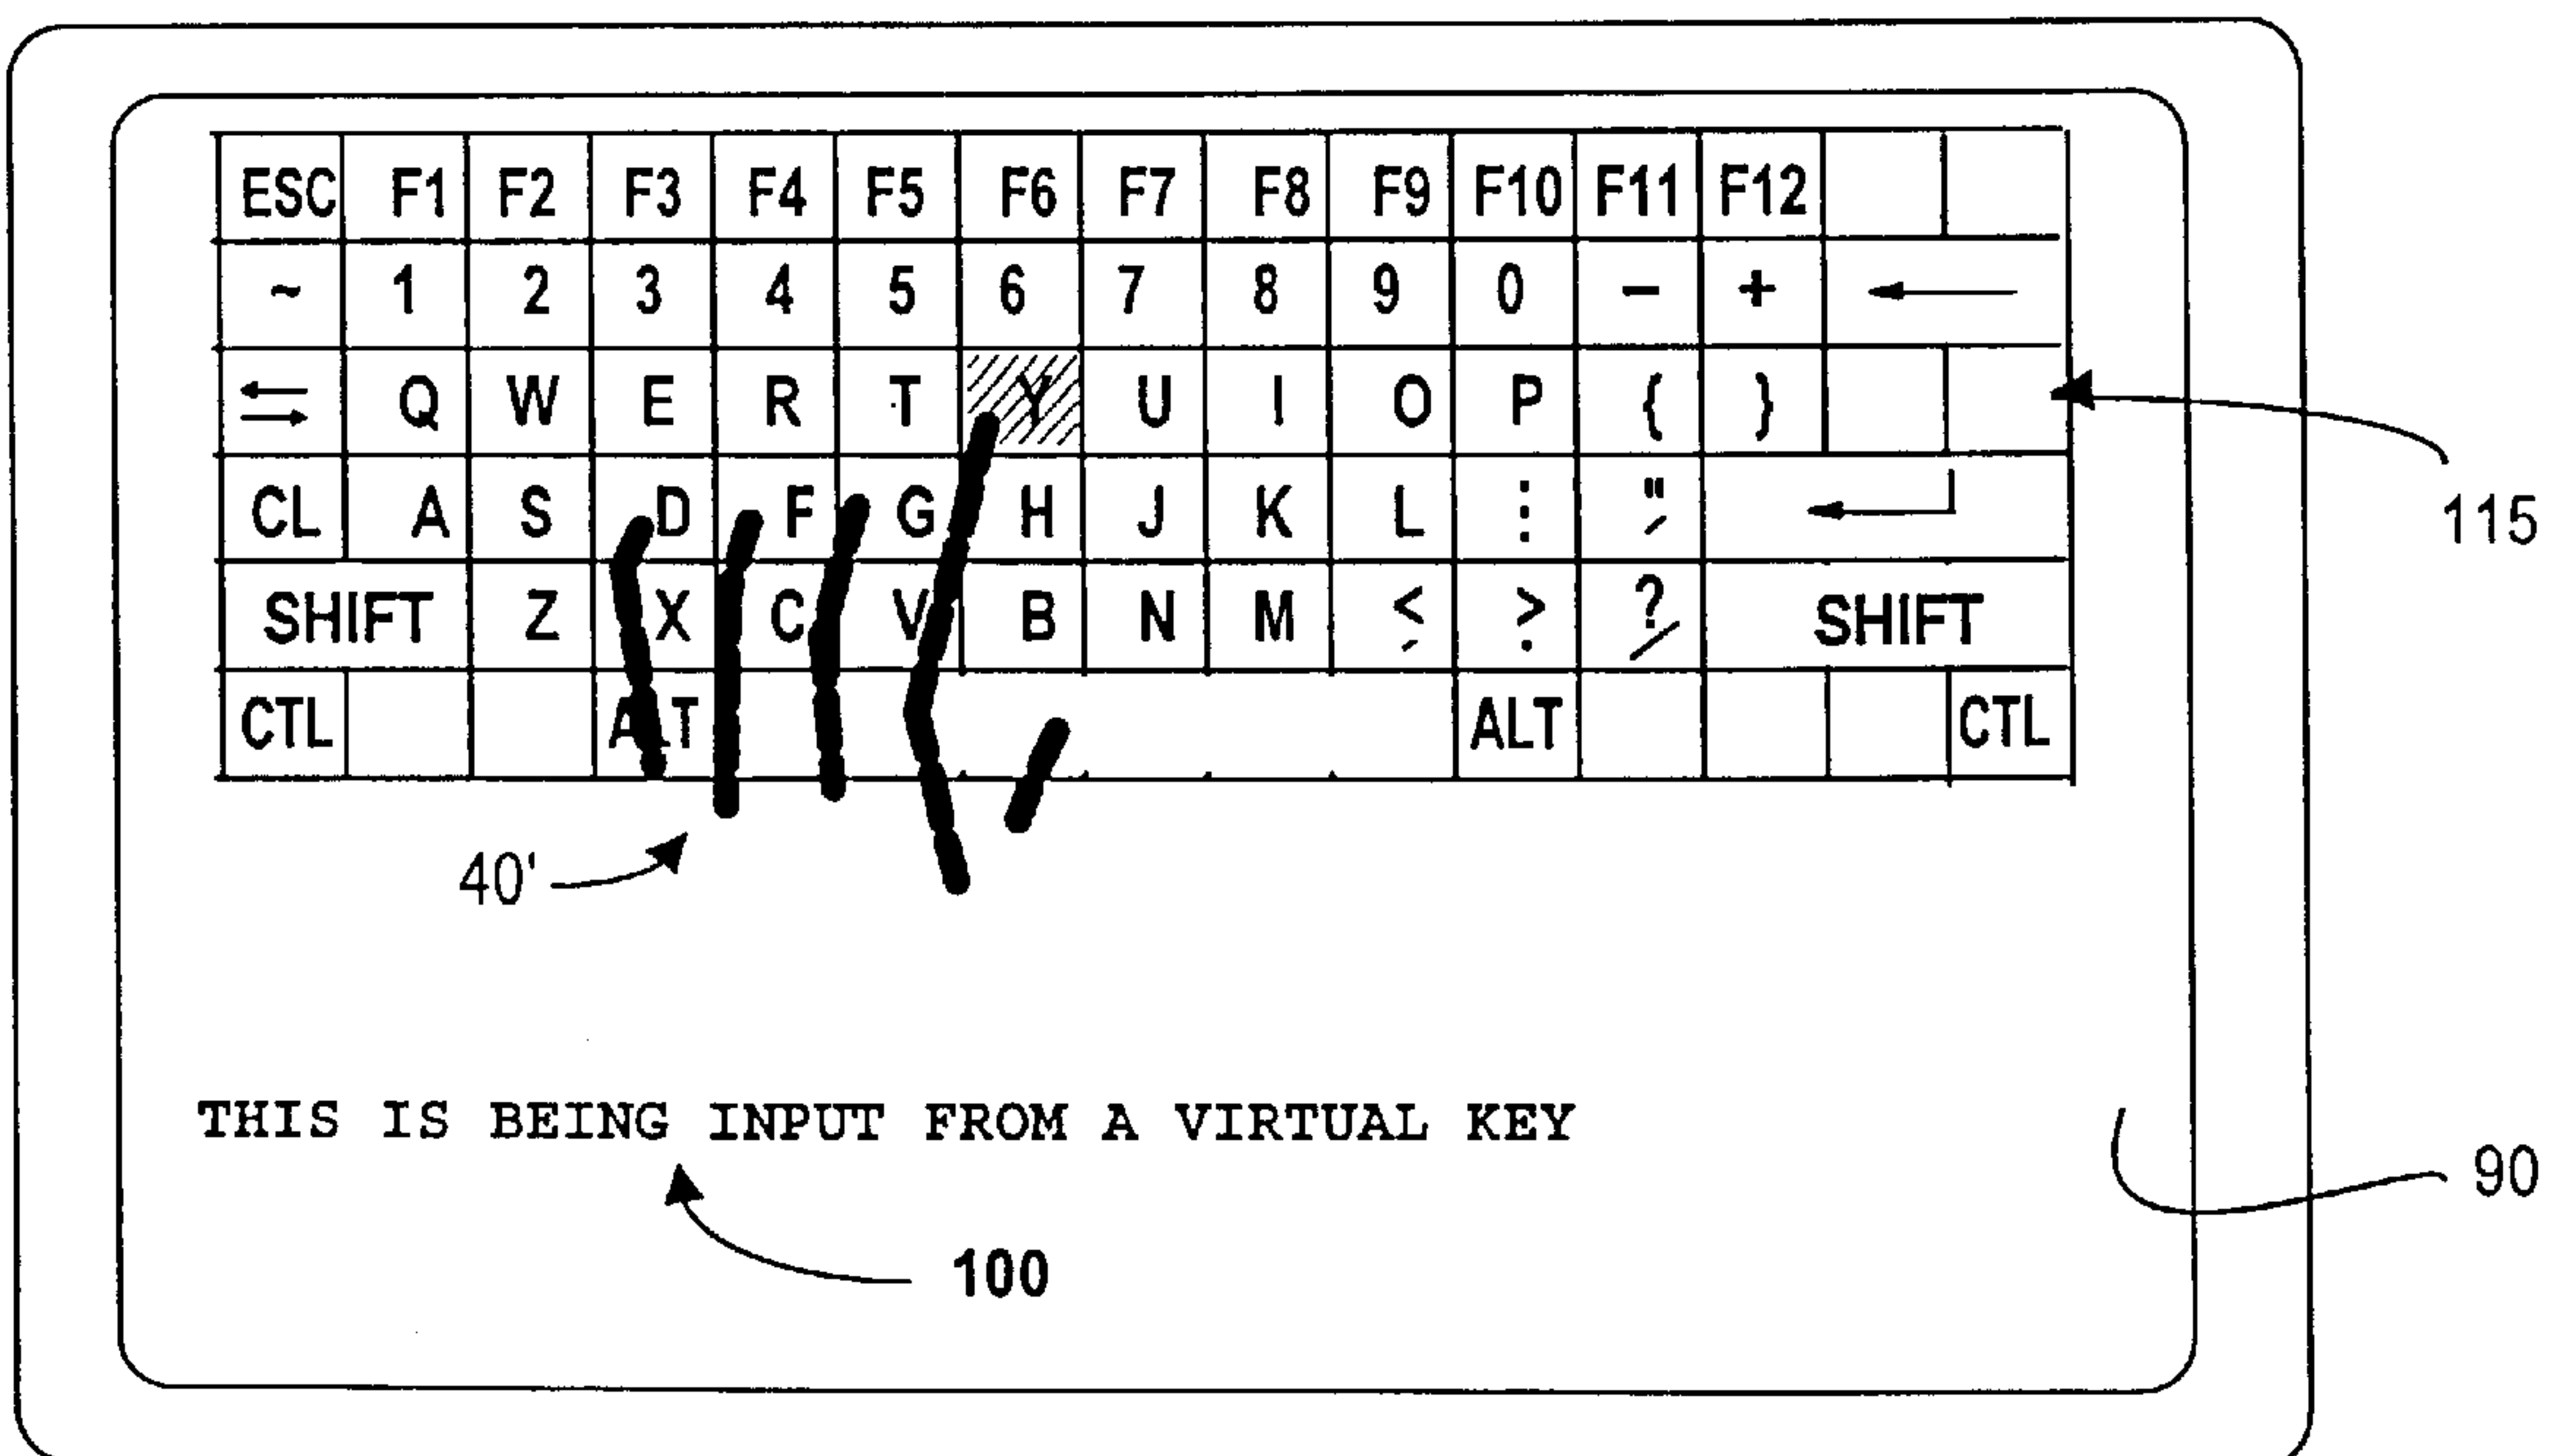 ESC F1 F2 F3 F4 F5 F6 F7 F8 F9 F10 F11 F12
~ 1 2 3 4 5 6 7 8 9 0 - + ←
⇆ Q W E R T Y U I O P { }
CL A S D F G H J K L : " ' ↵
115
SHIFT Z X C V B N M < , > . ? / SHIFT
CTL ALT ALT CTL
40'
THIS IS BEING INPUT FROM A VIRTUAL KEY
90
100